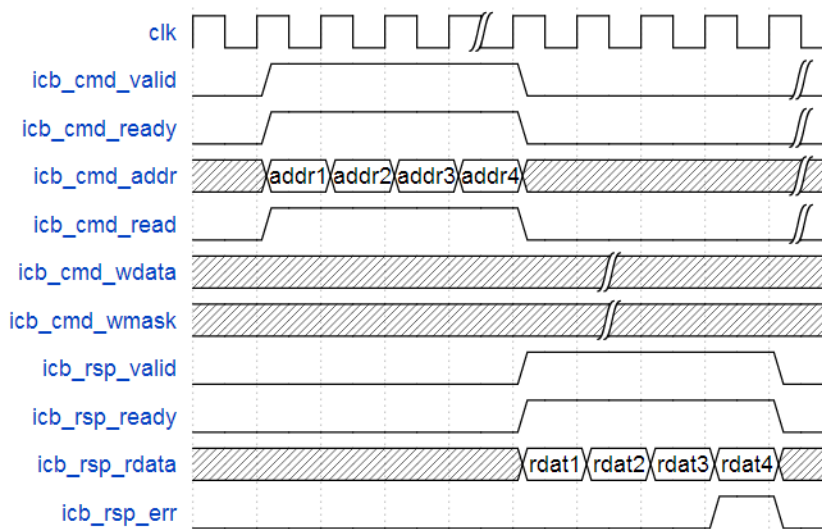 clk
icb_cmd_valid
icb_cmd_ready
icb_cmd_addr addr1 addr2 addr3 addr4
icb_cmd_read
icb_cmd_wdata
icb_cmd_wmask
icb_rsp_valid
icb_rsp_ready
icb_rsp_rdata rdat1 rdat2 rdat3 rdat4
icb_rsp_err